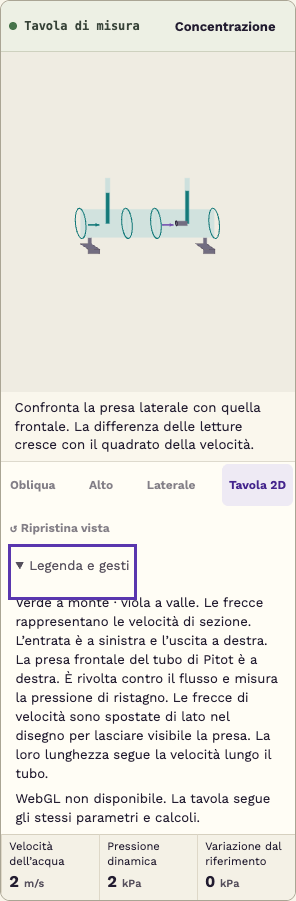 Tavola di misura
Concentrazione
Confronta la presa laterale con quella
frontale. La differenza delle letture
cresce con il quadrato della velocità.
Obliqua
Alto
Laterale
Tavola 2D
↺ Ripristina vista
▼ Legenda e gesti
Verde a monte · viola a valle. Le frecce
rappresentano le velocità di sezione.
L’entrata è a sinistra e l’uscita a destra.
La presa frontale del tubo di Pitot è a
destra. È rivolta contro il flusso e misura
la pressione di ristagno. Le frecce di
velocità sono spostate di lato nel
disegno per lasciare visibile la presa. La
loro lunghezza segue la velocità lungo il
tubo.
WebGL non disponibile. La tavola segue
gli stessi parametri e calcoli.
Velocità
dell’acqua
2 m/s
Pressione
dinamica
2 kPa
Variazione dal
riferimento
0 kPa